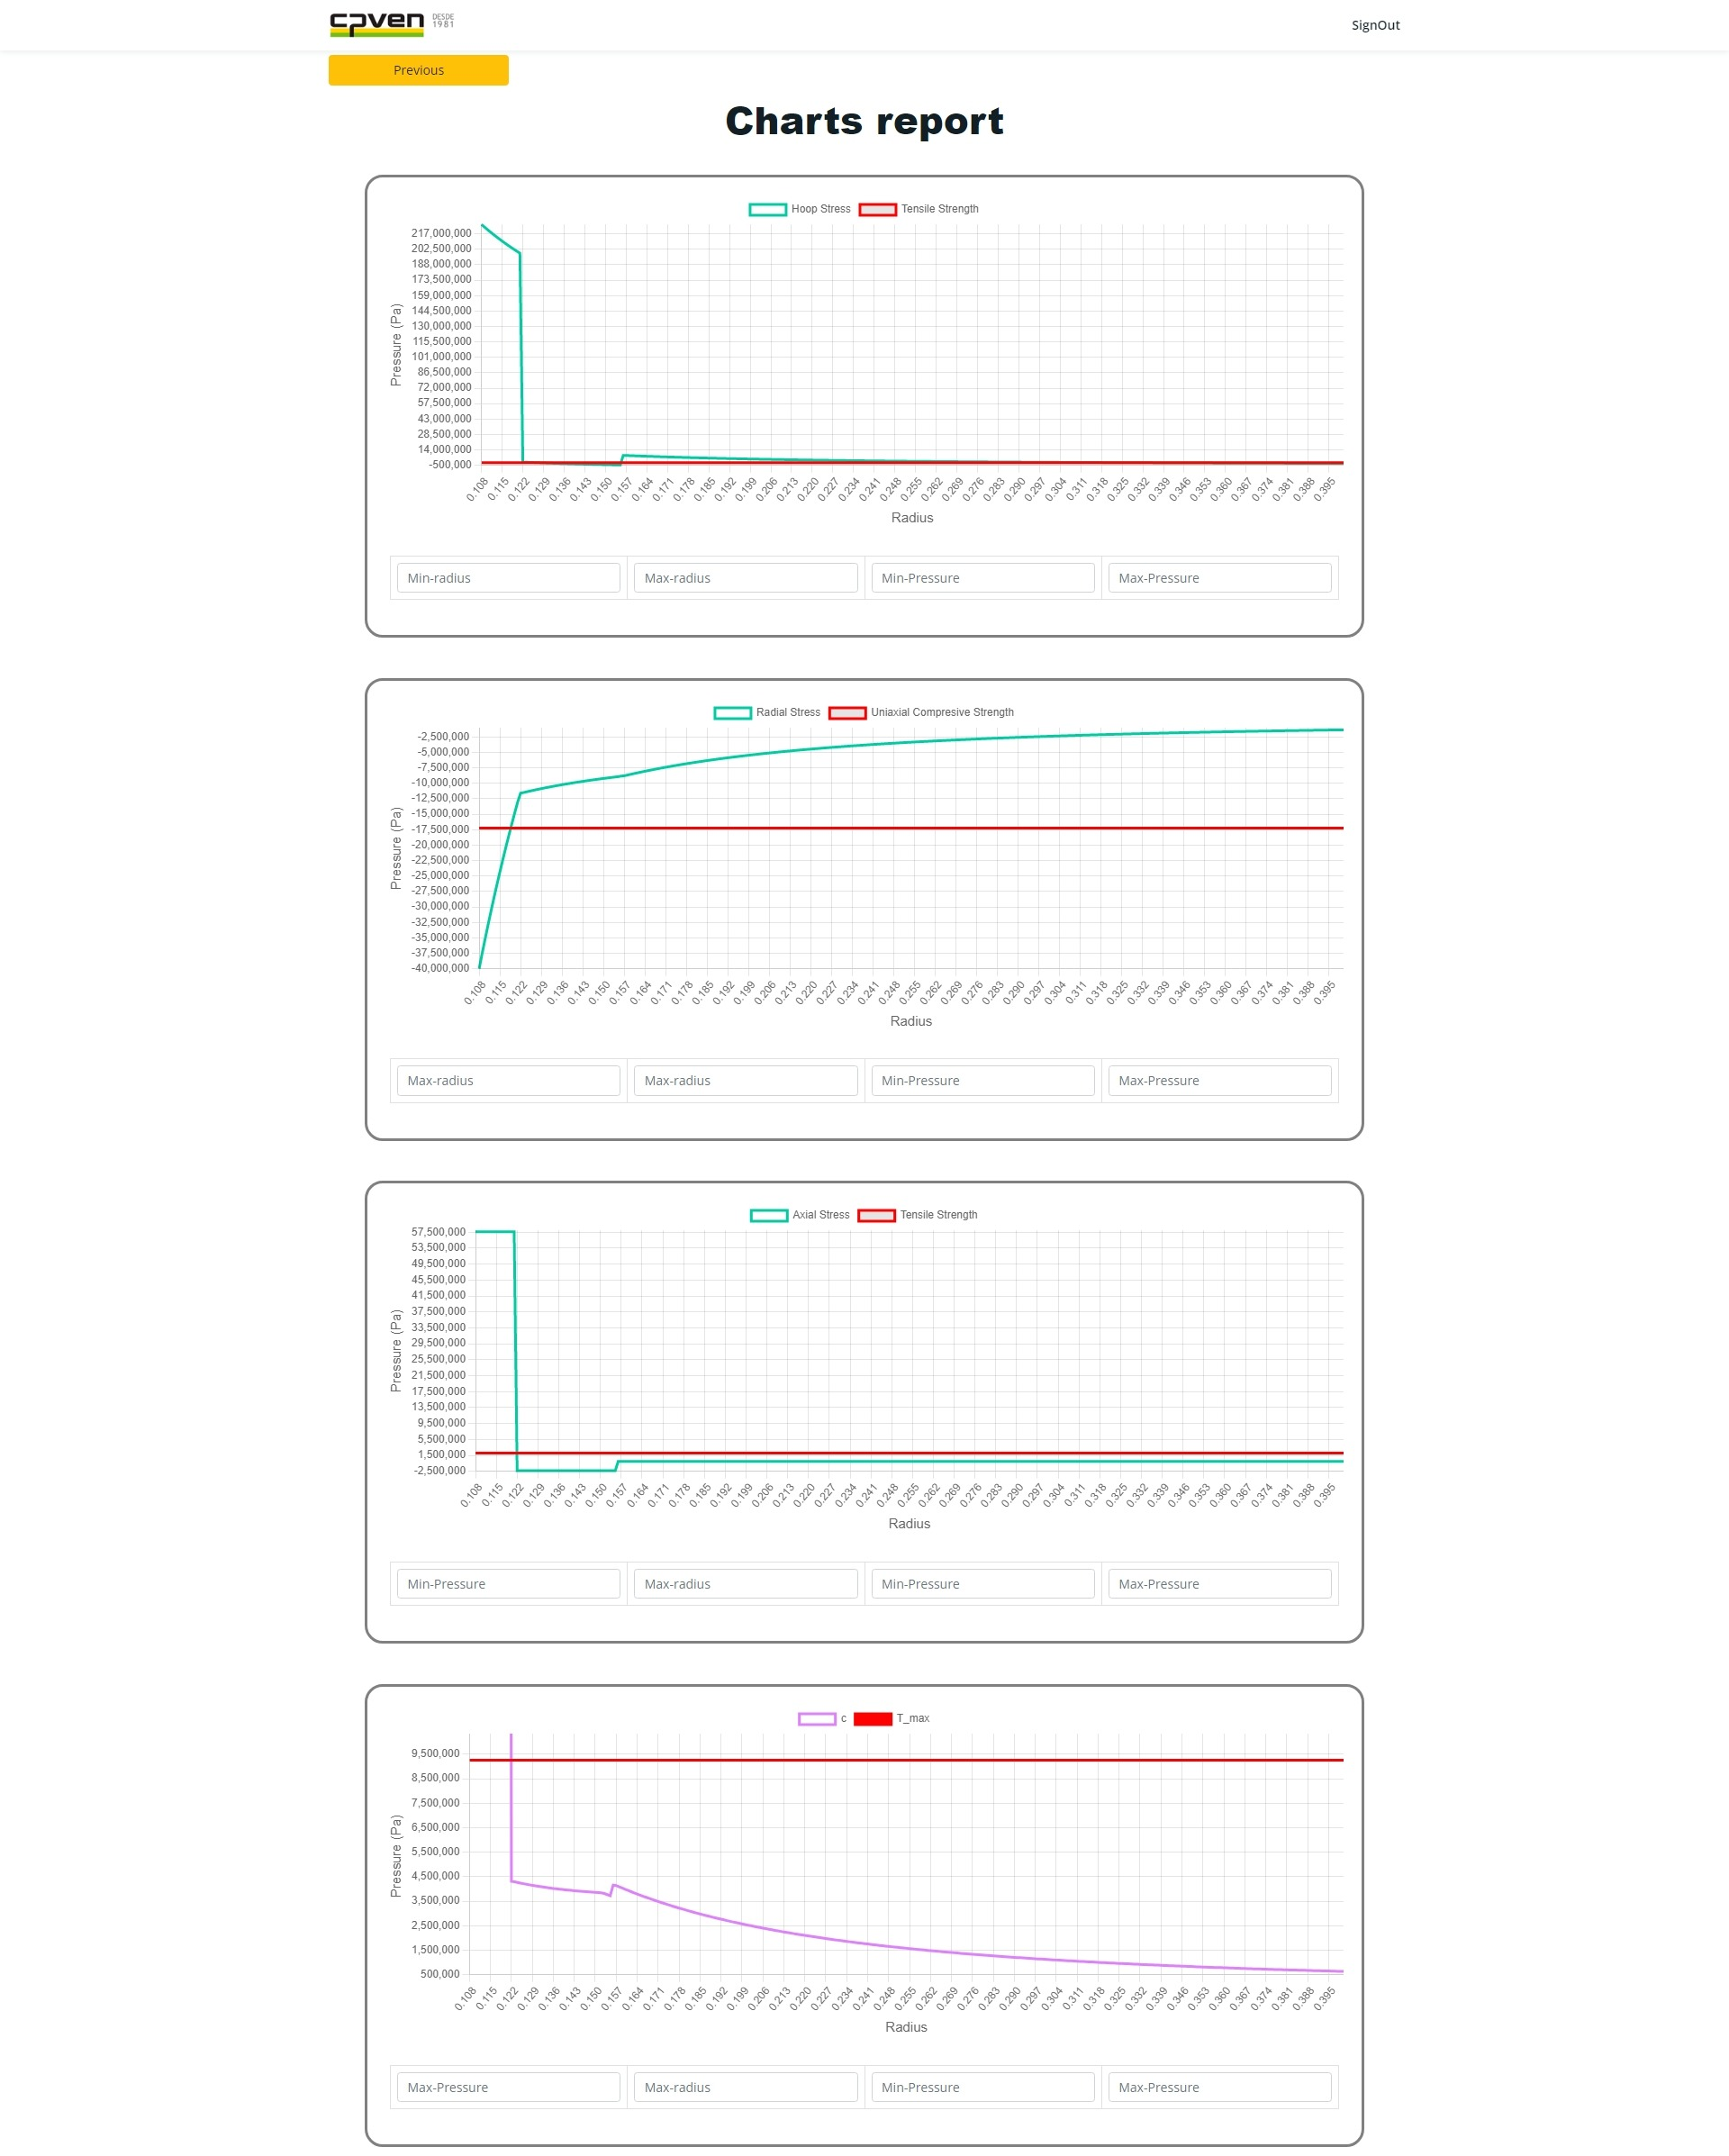 cpven DESDE 1981
SignOut
Previous
Charts report
Hoop Stress Tensile Strength
217,000,000
202,500,000
188,000,000
173,500,000
159,000,000
144,500,000
130,000,000
115,500,000
101,000,000
86,500,000
72,000,000
57,500,000
43,000,000
28,500,000
14,000,000
-500,000
Pressure (Pa)
0.108 0.115 0.122 0.129 0.136 0.143 0.150 0.157 0.164 0.171 0.178 0.185 0.192 0.199 0.206 0.213 0.220 0.227 0.234 0.241 0.248 0.255 0.262 0.269 0.276 0.283 0.290 0.297 0.304 0.311 0.318 0.325 0.332 0.339 0.346 0.353 0.360 0.367 0.374 0.381 0.388 0.395
Radius
Min-radius Max-radius Min-Pressure Max-Pressure
Radial Stress Uniaxial Compresive Strength
-2,500,000
-5,000,000
-7,500,000
-10,000,000
-12,500,000
-15,000,000
-17,500,000
-20,000,000
-22,500,000
-25,000,000
-27,500,000
-30,000,000
-32,500,000
-35,000,000
-37,500,000
-40,000,000
Pressure (Pa)
0.108 0.115 0.122 0.129 0.136 0.143 0.150 0.157 0.164 0.171 0.178 0.185 0.192 0.199 0.206 0.213 0.220 0.227 0.234 0.241 0.248 0.255 0.262 0.269 0.276 0.283 0.290 0.297 0.304 0.311 0.318 0.325 0.332 0.339 0.346 0.353 0.360 0.367 0.374 0.381 0.388 0.395
Radius
Max-radius Max-radius Min-Pressure Max-Pressure
Axial Stress Tensile Strength
57,500,000
53,500,000
49,500,000
45,500,000
41,500,000
37,500,000
33,500,000
29,500,000
25,500,000
21,500,000
17,500,000
13,500,000
9,500,000
5,500,000
1,500,000
-2,500,000
Pressure (Pa)
0.108 0.115 0.122 0.129 0.136 0.143 0.150 0.157 0.164 0.171 0.178 0.185 0.192 0.199 0.206 0.213 0.220 0.227 0.234 0.241 0.248 0.255 0.262 0.269 0.276 0.283 0.290 0.297 0.304 0.311 0.318 0.325 0.332 0.339 0.346 0.353 0.360 0.367 0.374 0.381 0.388 0.395
Radius
Min-Pressure Max-radius Min-Pressure Max-Pressure
c T_max
9,500,000
8,500,000
7,500,000
6,500,000
5,500,000
4,500,000
3,500,000
2,500,000
1,500,000
500,000
Pressure (Pa)
0.108 0.115 0.122 0.129 0.136 0.143 0.150 0.157 0.164 0.171 0.178 0.185 0.192 0.199 0.206 0.213 0.220 0.227 0.234 0.241 0.248 0.255 0.262 0.269 0.276 0.283 0.290 0.297 0.304 0.311 0.318 0.325 0.332 0.339 0.346 0.353 0.360 0.367 0.374 0.381 0.388 0.395
Radius
Max-Pressure Max-radius Min-Pressure Max-Pressure